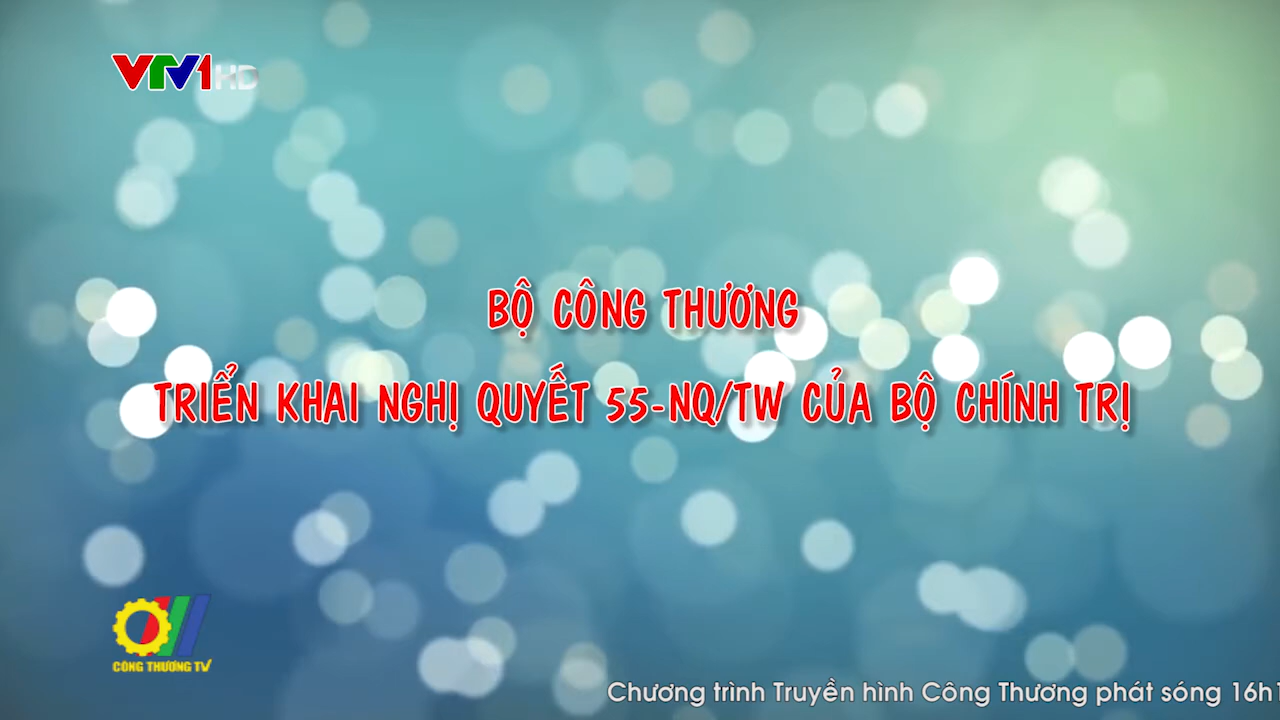 VTV1HD
BỘ CÔNG THƯƠNG
TRIỂN KHAI NGHỊ QUYẾT 55-NQ/TW CỦA BỘ CHÍNH TRỊ
CÔNG THƯƠNG TV
Chương trình Truyền hình Công Thương phát sóng 16h1